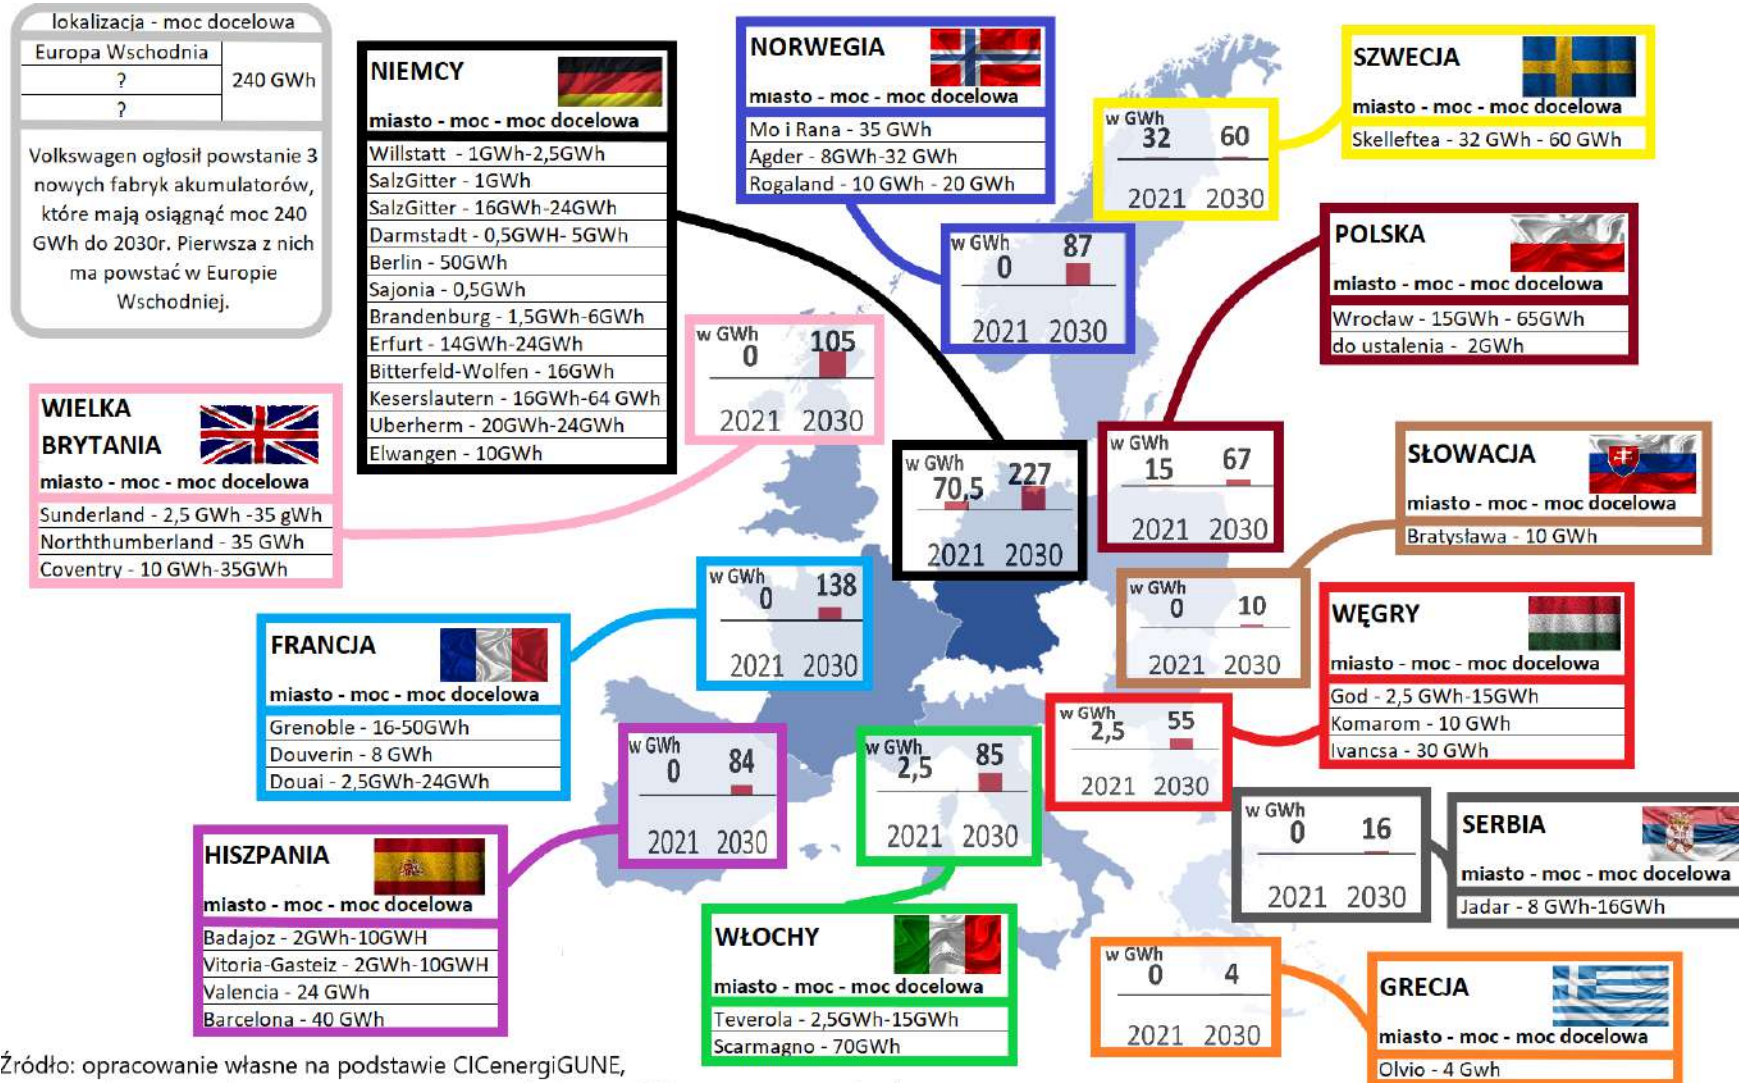 lokalizacja - moc docelowa
Europa Wschodnia
?
?
240 GWh
Volkswagen ogłosił powstanie 3
nowych fabryk akumulatorów,
które mają osiągnąć moc 240
GWh do 2030r. Pierwsza z nich
ma powstać w Europie
Wschodniej.
NIEMCY
miasto - moc - moc docelowa
Willstatt - 1GWh-2,5GWh
SalzGitter - 1GWh
SalzGitter - 16GWh-24GWh
Darmstadt - 0,5GWH- 5GWh
Berlin - 50GWh
Sajonia - 0,5GWh
Brandenburg - 1,5GWh-6GWh
Erfurt - 14GWh-24GWh
Bitterfeld-Wolfen - 16GWh
Keserslautern - 16GWh-64 GWh
Uberherm - 20GWh-24GWh
Elwangen - 10GWh
w GWh
70,5 227
2021 2030
NORWEGIA
miasto - moc - moc docelowa
Mo i Rana - 35 GWh
Agder - 8GWh-32 GWh
Rogaland - 10 GWh - 20 GWh
w GWh
0 87
2021 2030
SZWECJA
miasto - moc - moc docelowa
Skelleftea - 32 GWh - 60 GWh
w GWh
32 60
2021 2030
POLSKA
miasto - moc - moc docelowa
Wrocław - 15GWh - 65GWh
do ustalenia - 2GWh
w GWh
15 67
2021 2030
WIELKA
BRYTANIA
miasto - moc - moc docelowa
Sunderland - 2,5 GWh -35 gWh
Norththumberland - 35 GWh
Coventry - 10 GWh-35GWh
w GWh
0 105
2021 2030
SŁOWACJA
miasto - moc - moc docelowa
Bratysława - 10 GWh
w GWh
0 10
2021 2030
FRANCJA
miasto - moc - moc docelowa
Grenoble - 16-50GWh
Douverin - 8 GWh
Douai - 2,5GWh-24GWh
w GWh
0 138
2021 2030
WĘGRY
miasto - moc - moc docelowa
God - 2,5 GWh-15GWh
Komarom - 10 GWh
Ivancsa - 30 GWh
w GWh
2,5 55
2021 2030
HISZPANIA
miasto - moc - moc docelowa
Badajoz - 2GWh-10GWH
Vitoria-Gasteiz - 2GWh-10GWH
Valencia - 24 GWh
Barcelona - 40 GWh
w GWh
0 84
2021 2030
WŁOCHY
miasto - moc - moc docelowa
Teverola - 2,5GWh-15GWh
Scarmagno - 70GWh
w GWh
2,5 85
2021 2030
SERBIA
miasto - moc - moc docelowa
Jadar - 8 GWh-16GWh
w GWh
0 16
2021 2030
GRECJA
miasto - moc - moc docelowa
Olvio - 4 Gwh
w GWh
0 4
2021 2030
Źródło: opracowanie własne na podstawie CICenergiGUNE,